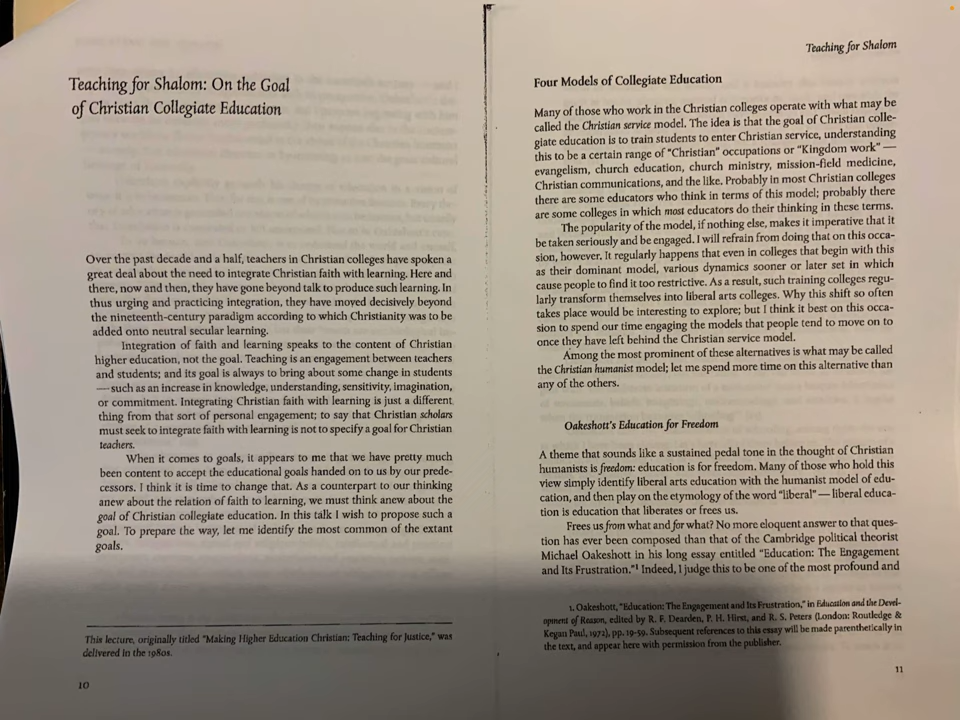 Teaching for Shalom: On the Goal
of Christian Collegiate Education
Over the past decade and a half, teachers in Christian colleges have spoken a
great deal about the need to integrate Christian faith with learning. Here and
there, now and then, they have gone beyond talk to produce such learning. In
thus urging and practicing integration, they have moved decisively beyond
the nineteenth-century paradigm according to which Christianity was to be
added onto neutral secular learning.
Integration of faith and learning speaks to the content of Christian
higher education, not the goal. Teaching is an engagement between teachers
and students; and its goal is always to bring about some change in students
— such as an increase in knowledge, understanding, sensitivity, imagination,
or commitment. Integrating Christian faith with learning is just a different
thing from that sort of personal engagement; to say that Christian scholars
must seek to integrate faith with learning is not to specify a goal for Christian
teachers.
When it comes to goals, it appears to me that we have pretty much
been content to accept the educational goals handed on to us by our prede-
cessors. I think it is time to change that. As a counterpart to our thinking
anew about the relation of faith to learning, we must think anew about the
goal of Christian collegiate education. In this talk I wish to propose such a
goal. To prepare the way, let me identify the most common of the extant
goals.
This lecture, originally titled "Making Higher Education Christian: Teaching for Justice," was
delivered in the 1980s.
10
Teaching for Shalom
Four Models of Collegiate Education
Many of those who work in the Christian colleges operate with what may be
called the Christian service model. The idea is that the goal of Christian colle-
giate education is to train students to enter Christian service, understanding
this to be a certain range of "Christian" occupations or "Kingdom work" —
evangelism, church education, church ministry, mission-field medicine,
Christian communications, and the like. Probably in most Christian colleges
there are some educators who think in terms of this model; probably there
are some colleges in which most educators do their thinking in these terms.
The popularity of the model, if nothing else, makes it imperative that it
be taken seriously and be engaged. I will refrain from doing that on this occa-
sion, however. It regularly happens that even in colleges that begin with this
as their dominant model, various dynamics sooner or later set in which
cause people to find it too restrictive. As a result, such training colleges regu-
larly transform themselves into liberal arts colleges. Why this shift so often
takes place would be interesting to explore; but I think it best on this occa-
sion to spend our time engaging the models that people tend to move on to
once they have left behind the Christian service model.
Among the most prominent of these alternatives is what may be called
the Christian humanist model; let me spend more time on this alternative than
any of the others.
Oakeshott's Education for Freedom
A theme that sounds like a sustained pedal tone in the thought of Christian
humanists is freedom: education is for freedom. Many of those who hold this
view simply identify liberal arts education with the humanist model of edu-
cation, and then play on the etymology of the word "liberal" — liberal educa-
tion is education that liberates or frees us.
Frees us from what and for what? No more eloquent answer to that ques-
tion has ever been composed than that of the Cambridge political theorist
Michael Oakeshott in his long essay entitled "Education: The Engagement
and Its Frustration."1 Indeed, I judge this to be one of the most profound and
1. Oakeshott, "Education: The Engagement and Its Frustration," in Education and the Devel-
opment of Reason, edited by R. F. Dearden, P. H. Hirst, and R. S. Peters (London: Routledge &
Kegan Paul, 1972), pp. 19-59. Subsequent references to this essay will be made parenthetically in
the text, and appear here with permission from the publisher.
11